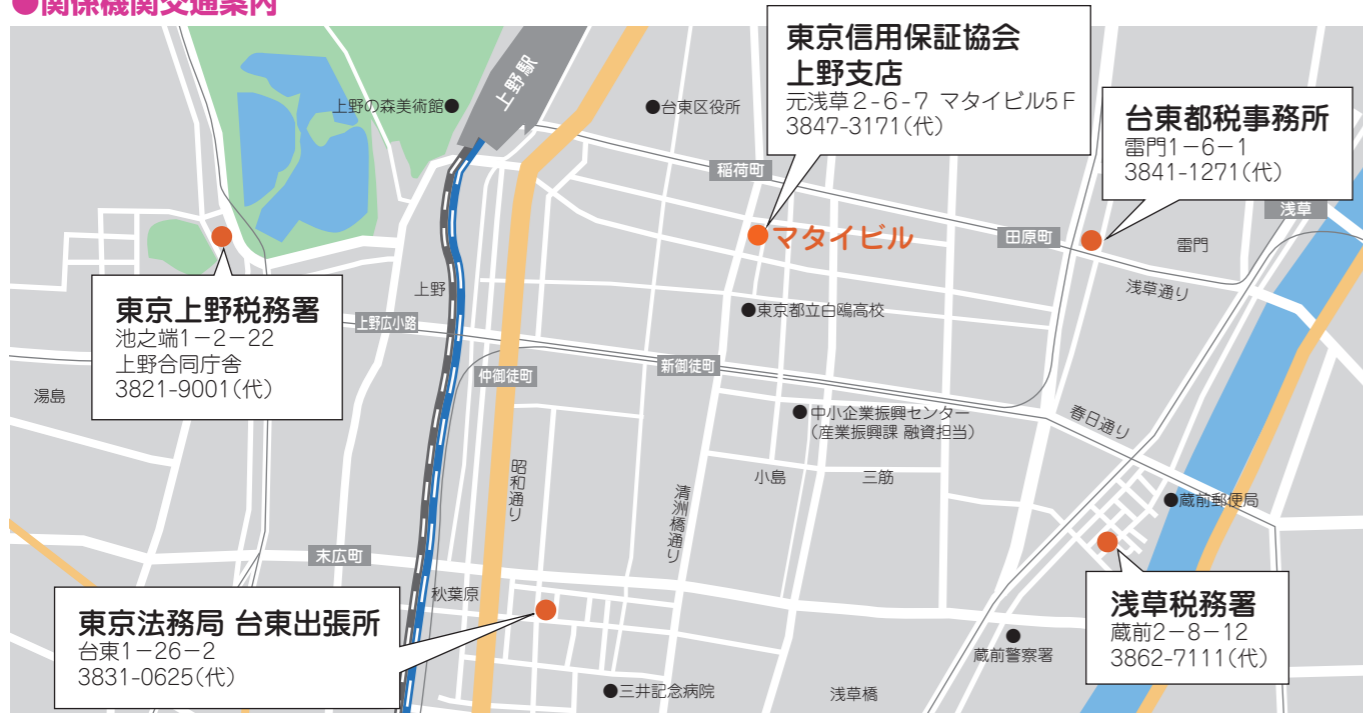 ●関係機関交通案内
東京信用保証協会
上野支店
元浅草2-6-7 マタイビル5F
3847-3171(代)
台東都税事務所
雷門1-6-1
3841-1271(代)
上野駅
上野の森美術館●
●台東区役所
稲荷町
浅草
マタイビル
田原町
雷門
浅草通り
東京上野税務署
池之端1-2-22
上野合同庁舎
3821-9001(代)
上野
上野広小路
●東京都立白鴎高校
湯島
仲御徒町
新御徒町
●中小企業振興センター
(産業振興課 融資担当)
春日通り
昭和通り
清洲橋通り
小島
三筋
●蔵前郵便局
末広町
秋葉原
東京法務局 台東出張所
台東1-26-2
3831-0625(代)
浅草税務署
蔵前2-8-12
3862-7111(代)
●
蔵前警察署
●三井記念病院
浅草橋